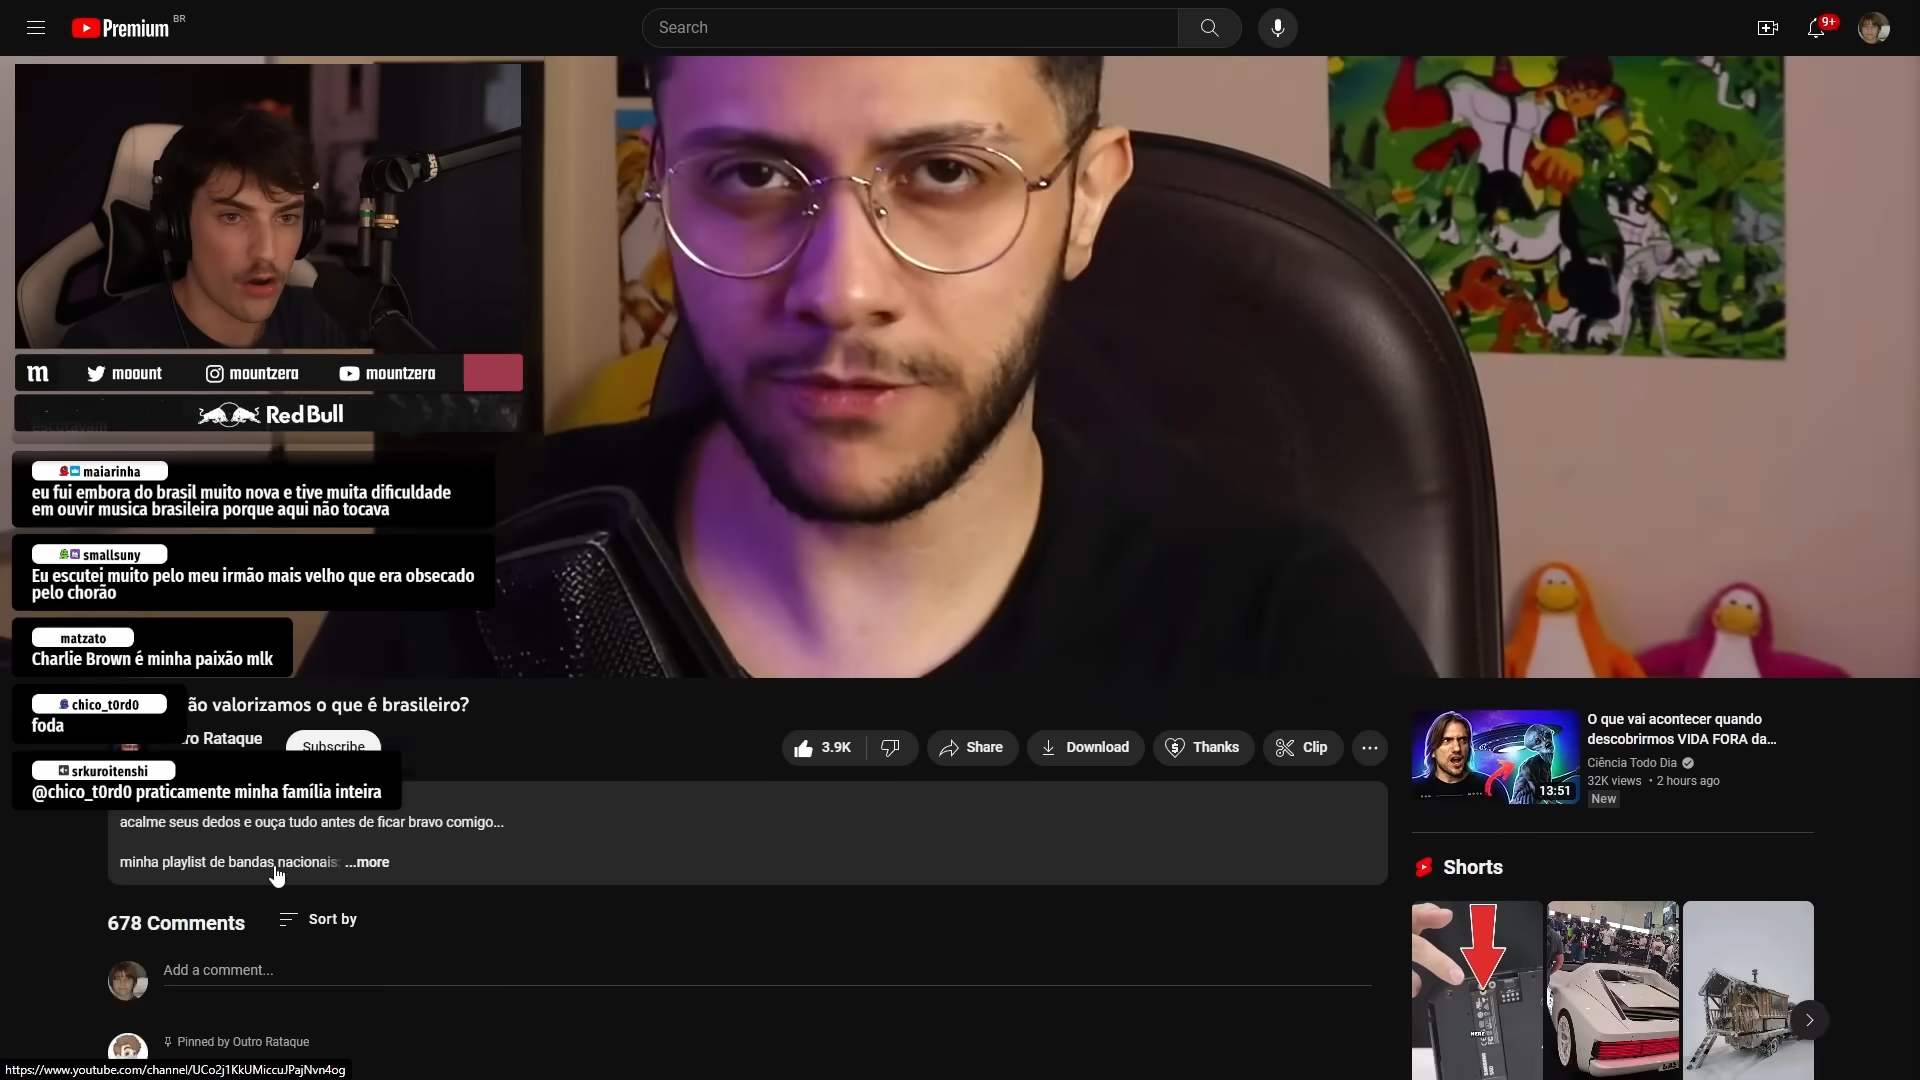 Premium
BR
Search
9+
m
moount
mountzera
mountzera
Red Bull
escutavam
maiarinha
eu fui embora do brasil muito nova e tive muita dificuldade
em ouvir musica brasileira porque aqui não tocava
smallsuny
Eu escutei muito pelo meu irmão mais velho que era obsecado
pelo chorão
matzato
Charlie Brown é minha paixão mlk
chico_t0rd0
foda
srkuroitenshi
@chico_t0rd0 praticamente minha família inteira
ão valorizamos o que é brasileiro?
ro Rataque
Subscribe
3.9K
Share
Download
Thanks
Clip
acalme seus dedos e ouça tudo antes de ficar bravo comigo...
minha playlist de bandas nacionais: ...more
678 Comments
Sort by
Add a comment...
Pinned by Outro Rataque
https://www.youtube.com/channel/UCo2j1KkUMiccuJPajNvn4og
13:51
O que vai acontecer quando
descobrirmos VIDA FORA da...
Ciência Todo Dia
32K views • 2 hours ago
New
Shorts
HERE